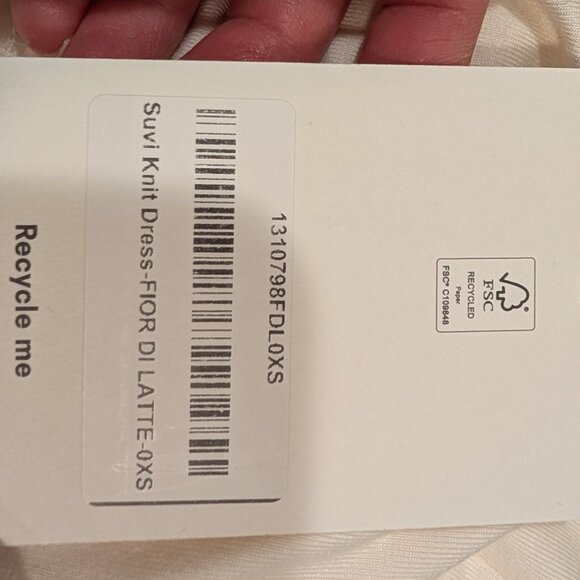 1310798FDL0XS
Suvi Knit Dress-FIOR DI LATTE-0XS
Recycle me
FSC
RECYCLED
Paper
FSC® C109848